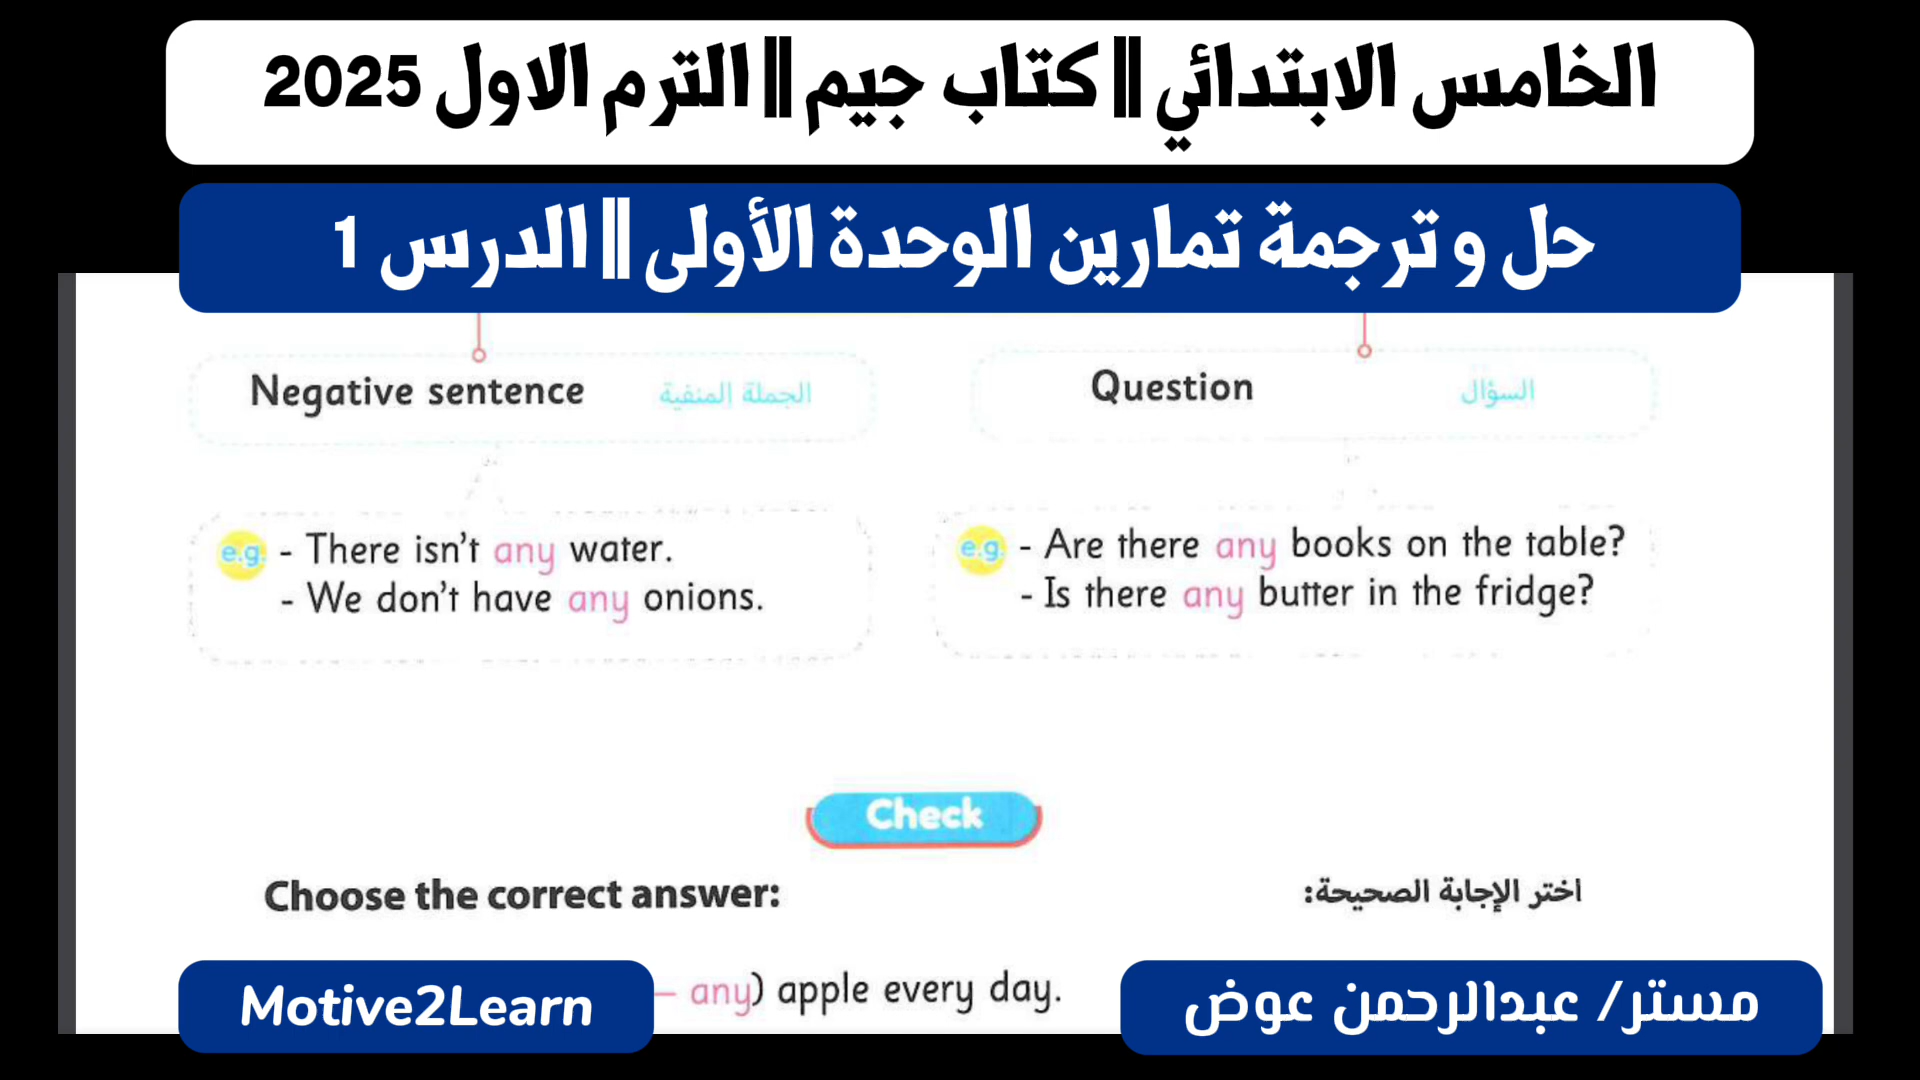 الخامس الابتدائي || كتاب جيم || الترم الاول 2025
حل و ترجمة تمارين الوحدة الأولى || الدرس 1
Negative sentence الجملة المنفية
Question السؤال
e.g. - There isn't any water.
- We don't have any onions.
e.g. - Are there any books on the table?
- Is there any butter in the fridge?
Check
Choose the correct answer: اختر الإجابة الصحيحة:
– any) apple every day.
Motive2Learn
مستر/ عبدالرحمن عوض